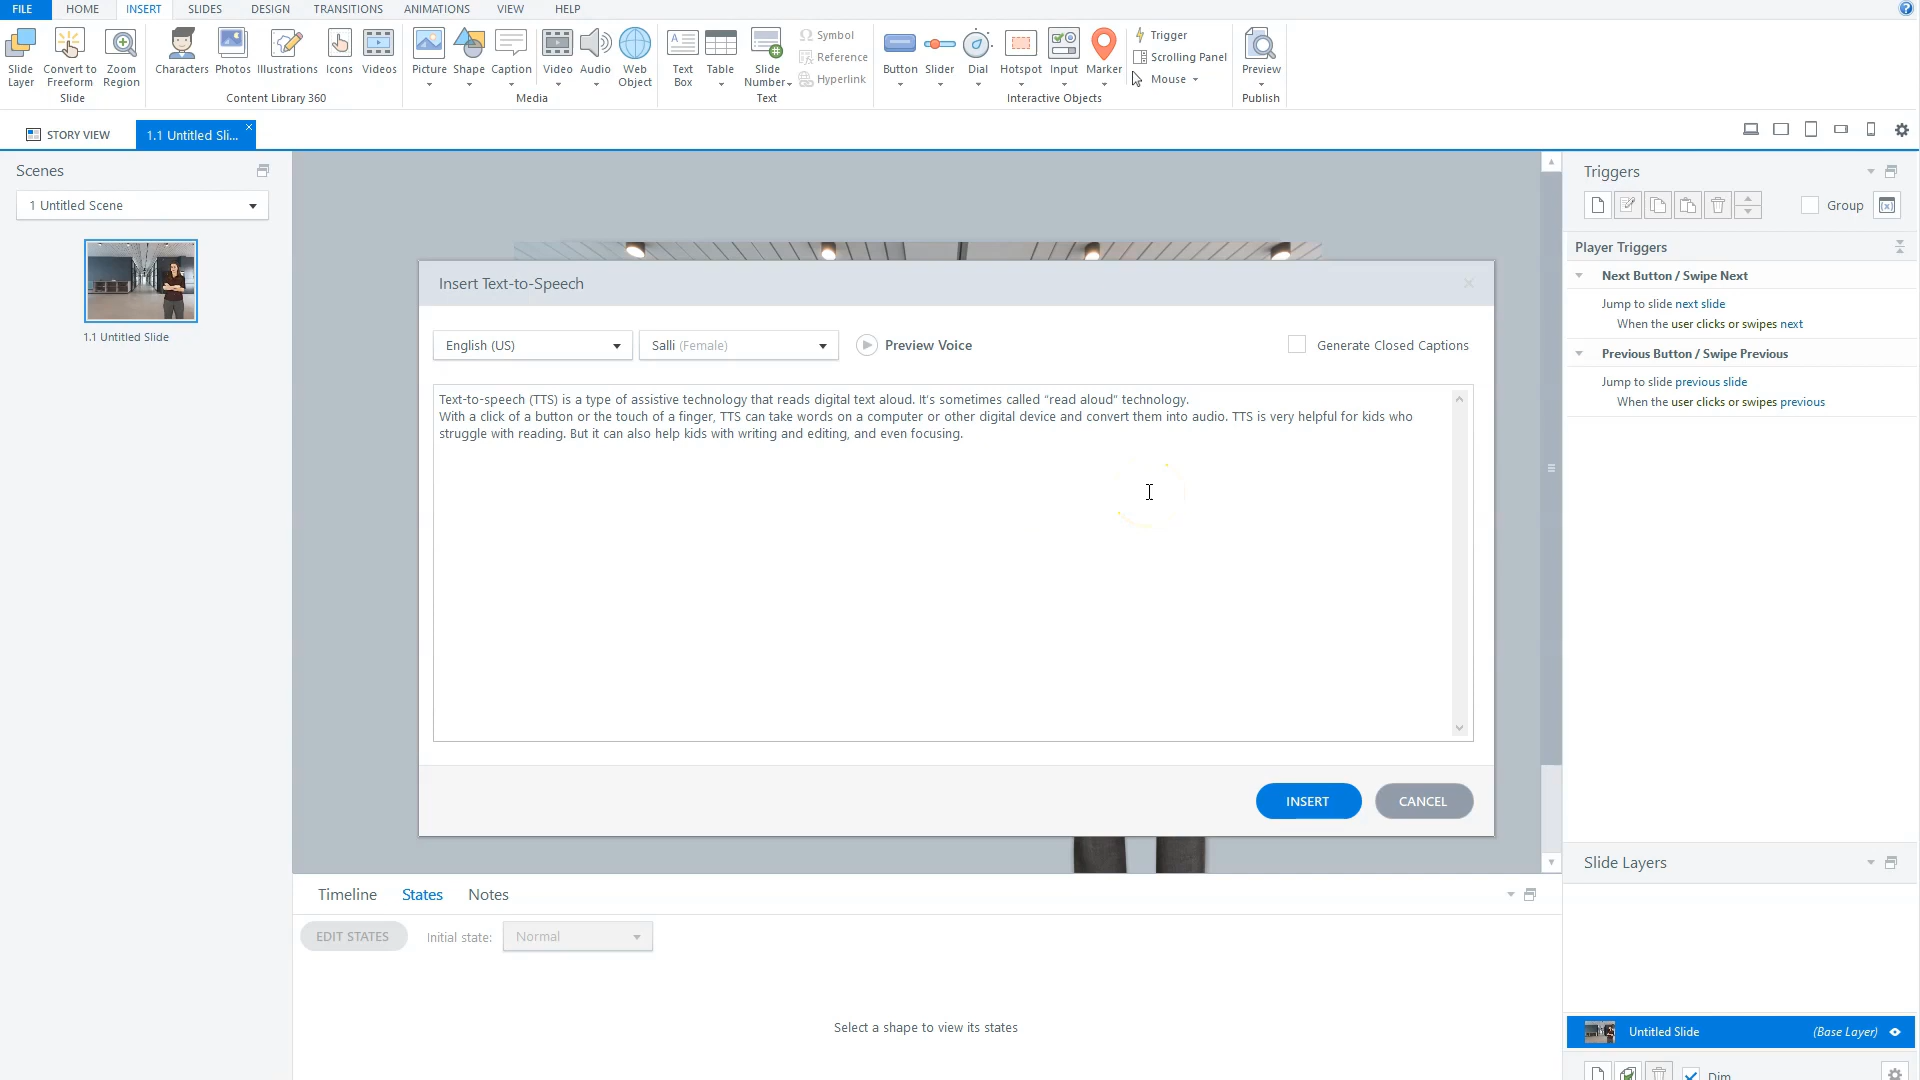 FILE
HOME
INSERT
SLIDES
DESIGN
TRANSITIONS
ANIMATIONS
VIEW
HELP
Slide Layer
Convert to Freeform
Zoom Region
Slide
Characters
Photos
Illustrations
Icons
Videos
Content Library 360
Picture
Shape
Caption
Video
Audio
Web Object
Media
Text Box
Table
Slide Number
Symbol
Reference
Hyperlink
Text
Button
Slider
Dial
Hotspot
Input
Marker
Trigger
Scrolling Panel
Mouse
Interactive Objects
Preview
Publish
STORY VIEW
1.1 Untitled Sli...
Scenes
1 Untitled Scene
1.1 Untitled Slide
Insert Text-to-Speech
English (US)
Salli (Female)
Preview Voice
Generate Closed Captions
Text-to-speech (TTS) is a type of assistive technology that reads digital text aloud. It's sometimes called “read aloud” technology.
With a click of a button or the touch of a finger, TTS can take words on a computer or other digital device and convert them into audio. TTS is very helpful for kids who
struggle with reading. But it can also help kids with writing and editing, and even focusing.
INSERT
CANCEL
Timeline
States
Notes
EDIT STATES
Initial state:
Normal
Select a shape to view its states
Triggers
Group
Player Triggers
Next Button / Swipe Next
Jump to slide next slide
When the user clicks or swipes next
Previous Button / Swipe Previous
Jump to slide previous slide
When the user clicks or swipes previous
Slide Layers
Untitled Slide
(Base Layer)
Dim